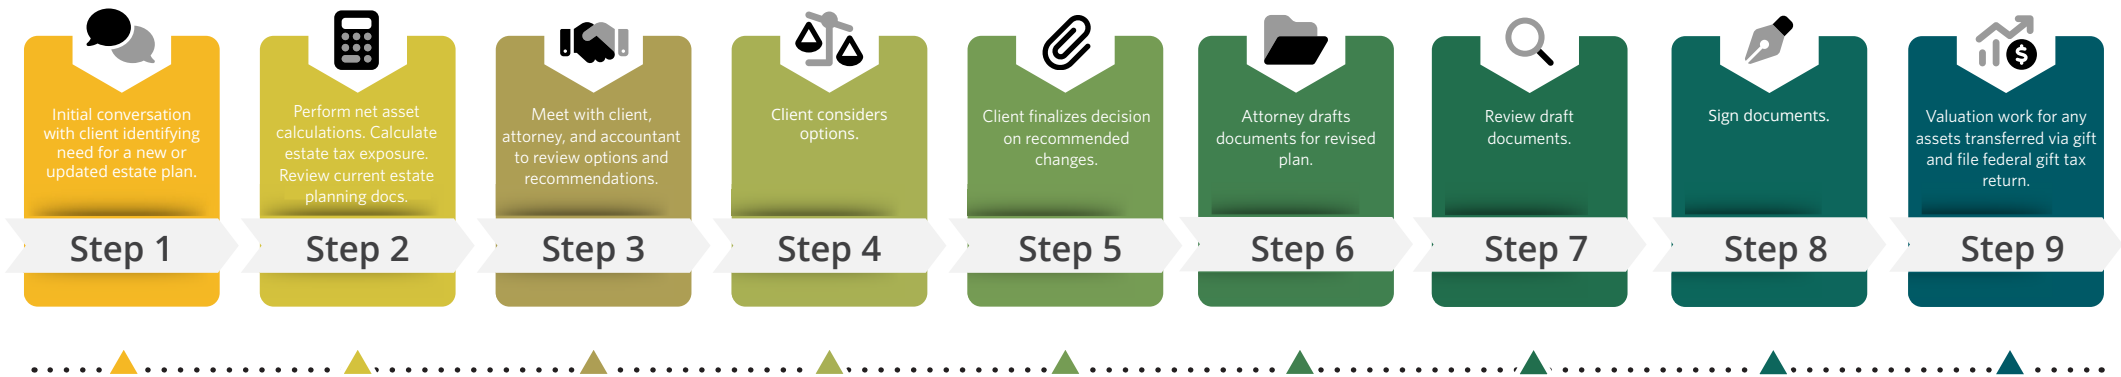 Initial conversation
with client identifying
need for a new or
updated estate plan.
Step 1
Perform net asset
calculations. Calculate
estate tax exposure.
Review current estate
planning docs.
Step 2
Meet with client,
attorney, and accountant
to review options and
recommendations.
Step 3
Client considers
options.
Step 4
Client finalizes decision
on recommended
changes.
Step 5
Attorney drafts
documents for revised
plan.
Step 6
Review draft
documents.
Step 7
Sign documents.
Step 8
$
Valuation work for any
assets transferred via gift
and file federal gift tax
return.
Step 9